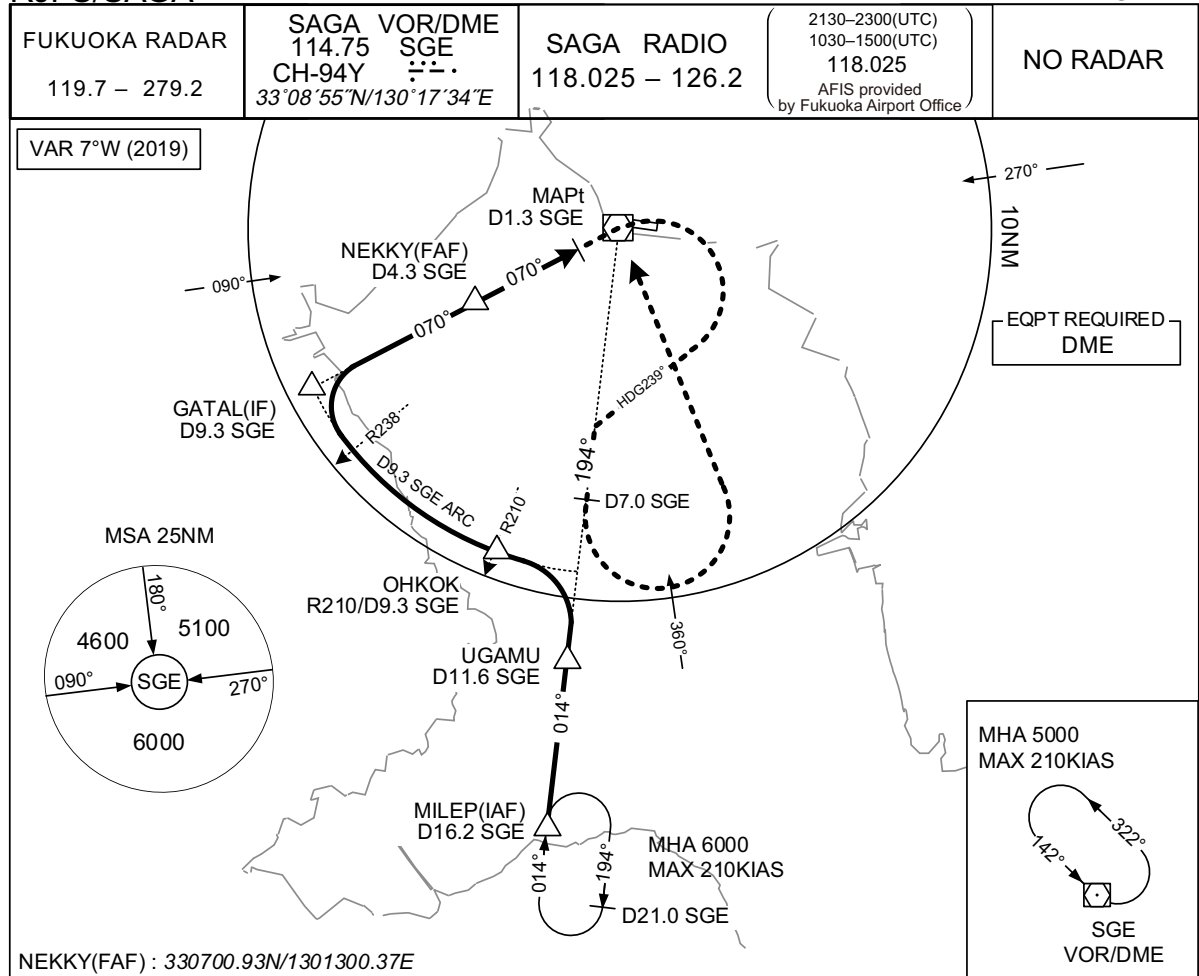 FUKUOKA RADAR
119.7 – 279.2
SAGA VOR/DME
114.75 SGE
CH-94Y
33°08′55″N/130°17′34″E
SAGA RADIO
118.025 – 126.2
2130–2300(UTC)
1030–1500(UTC)
118.025
AFIS provided
by Fukuoka Airport Office
NO RADAR
VAR 7°W (2019)
270°
10NM
MAPt
D1.3 SGE
NEKKY(FAF)
D4.3 SGE
090°
070°
070°
EQPT REQUIRED
DME
GATAL(IF)
D9.3 SGE
R238
HDG239°
D9.3 SGE ARC
194°
R210
D7.0 SGE
OHKOK
R210/D9.3 SGE
360°
MSA 25NM
180°
4600
5100
090°
SGE
270°
6000
UGAMU
D11.6 SGE
014°
MILEP(IAF)
D16.2 SGE
014°
194°
MHA 6000
MAX 210KIAS
D21.0 SGE
MHA 5000
MAX 210KIAS
322°
142°
SGE
VOR/DME
NEKKY(FAF) : 330700.93N/1301300.37E